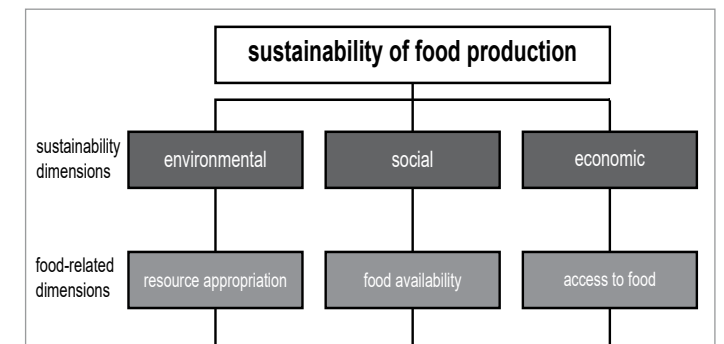 sustainability of food production
sustainability
dimensions
environmental
social
economic
food-related
dimensions
resource appropriation
food availability
access to food